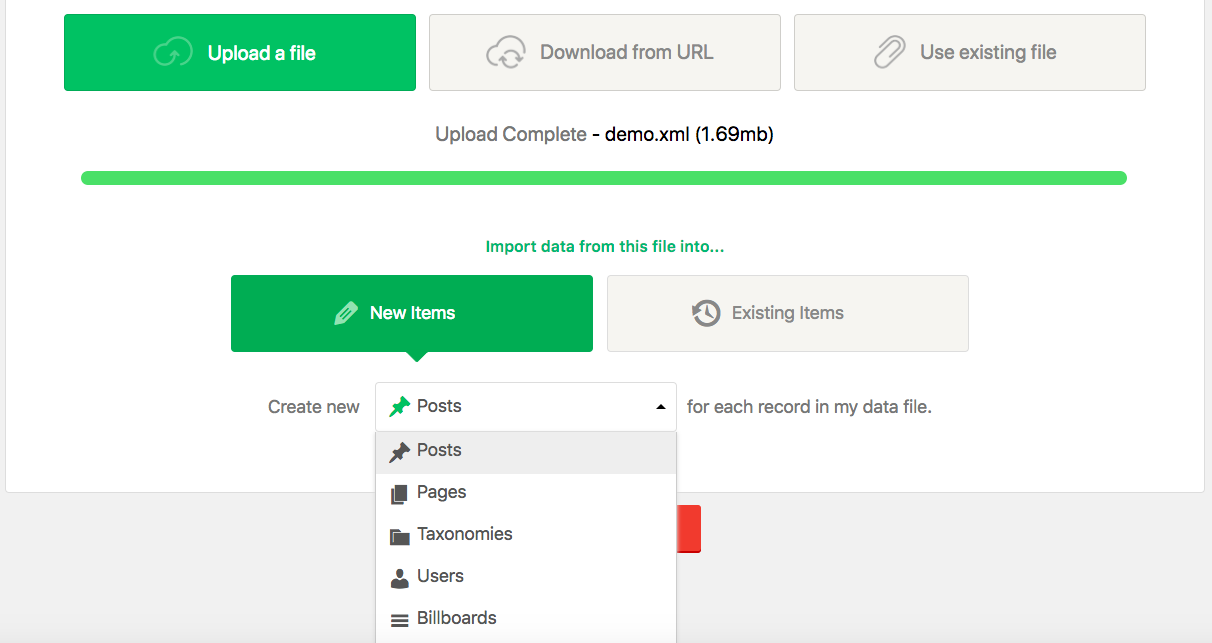 Upload a file
Download from URL
Use existing file
Upload Complete - demo.xml (1.69mb)
Import data from this file into...
New Items
Existing Items
Create new Posts for each record in my data file.
Posts
Pages
Taxonomies
Users
Billboards